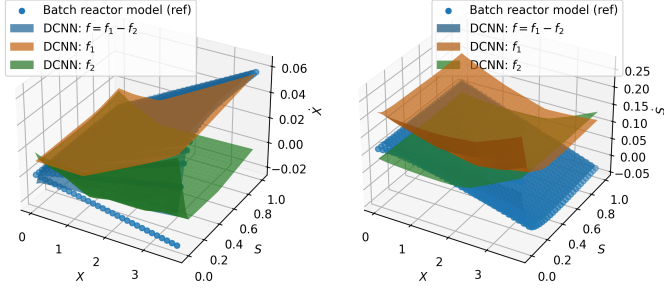 Batch reactor model (ref)
DCNN: f = f₁ − f₂
DCNN: f₁
DCNN: f₂
0.06
0.04
0.02
0.00
−0.02
Ẋ
0
1
2
3
X
0.0
0.2
0.4
0.6
0.8
1.0
S
Batch reactor model (ref)
DCNN: f = f₁ − f₂
DCNN: f₁
DCNN: f₂
0.25
0.20
0.15
0.10
0.05
0.00
−0.05
Ṡ
0
1
2
3
X
0.0
0.2
0.4
0.6
0.8
1.0
S